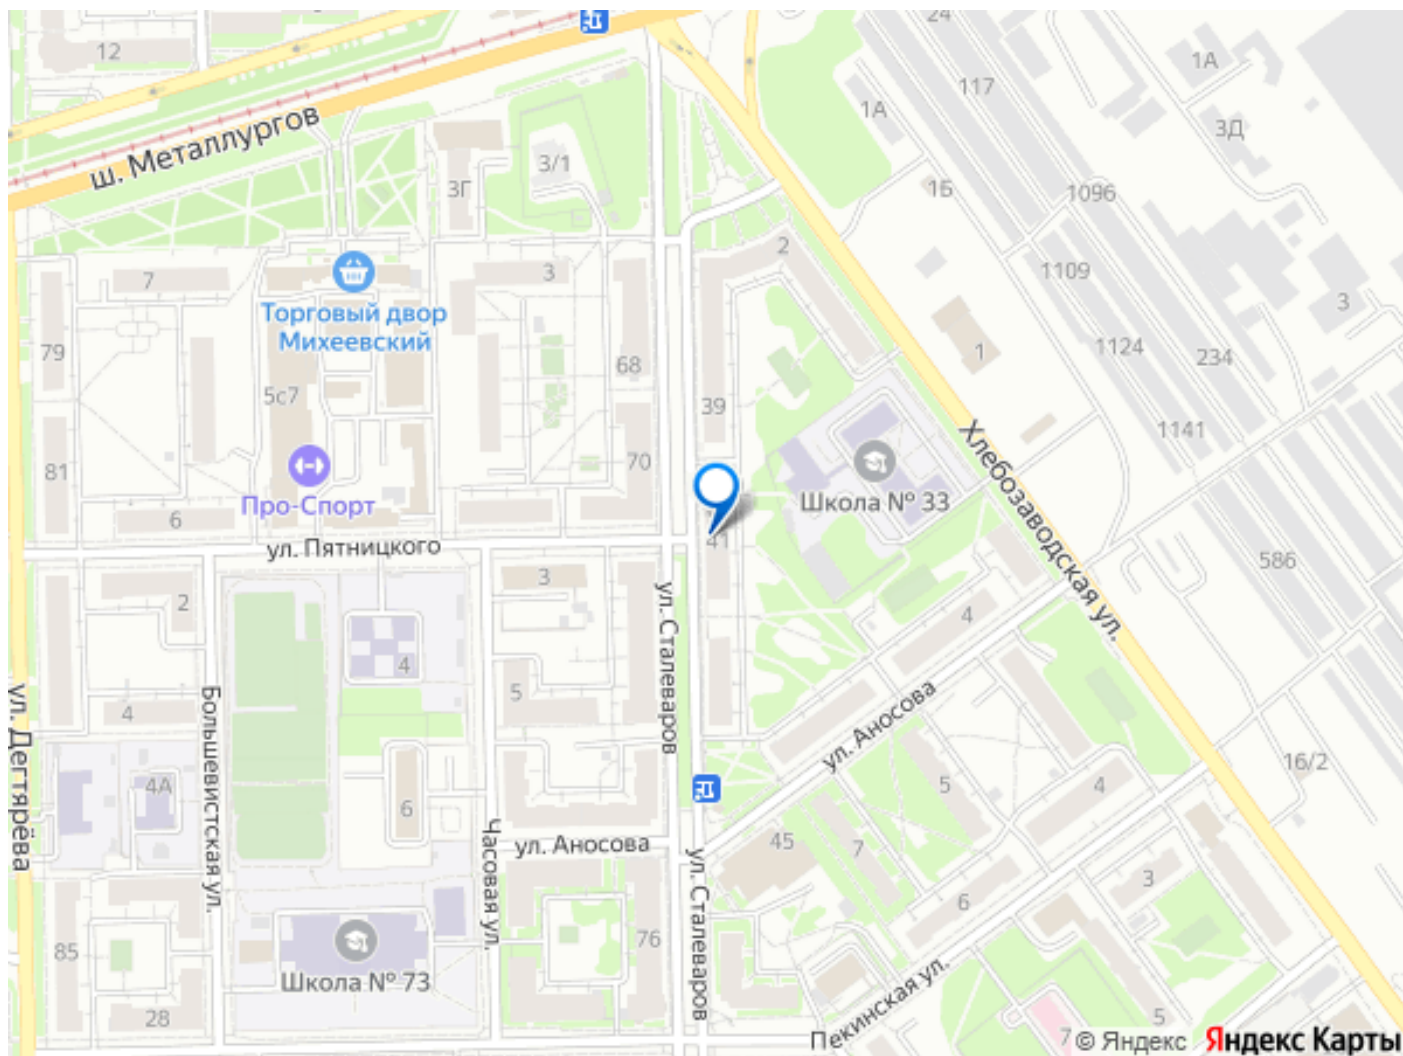 24
12
117
1А
1А
ш. Металлургов
3Д
3/1
3Г
1Б
1096
2
7
3
1109
3
Торговый двор
Михеевский
79
68
1
1124
234
5с7
39
1141
81
70
Хлебозаводская ул.
Про-Спорт
Школа № 33
6
41
ул. Пятницкого
586
3
2
4
ул. Сталеваров
4
5
Большевистская ул.
ул. Дегтярёва
4
ул. Аносова
16/2
4А
5
4
6
Часовая ул.
ул. Аносова
45
7
ул. Сталеваров
3
6
85
76
Школа № 73
Пекинская ул.
28
5
7
© Яндекс Яндекс Карты